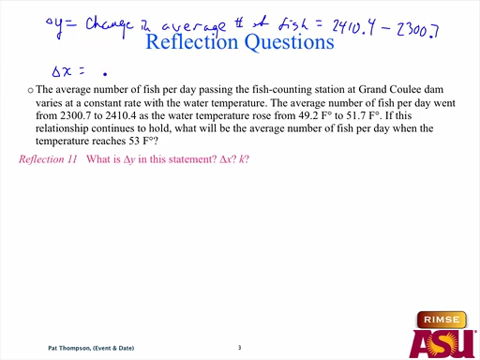 Δy = Change in average # of fish = 2410.4 − 2300.7
Reflection Questions
Δx =
○ The average number of fish per day passing the fish-counting station at Grand Coulee dam
varies at a constant rate with the water temperature. The average number of fish per day went
from 2300.7 to 2410.4 as the water temperature rose from 49.2 F° to 51.7 F°. If this
relationship continues to hold, what will be the average number of fish per day when the
temperature reaches 53 F°?
Reflection 11 What is Δy in this statement? Δx? k?
RIMSE
ASU
Pat Thompson, (Event & Date)
3